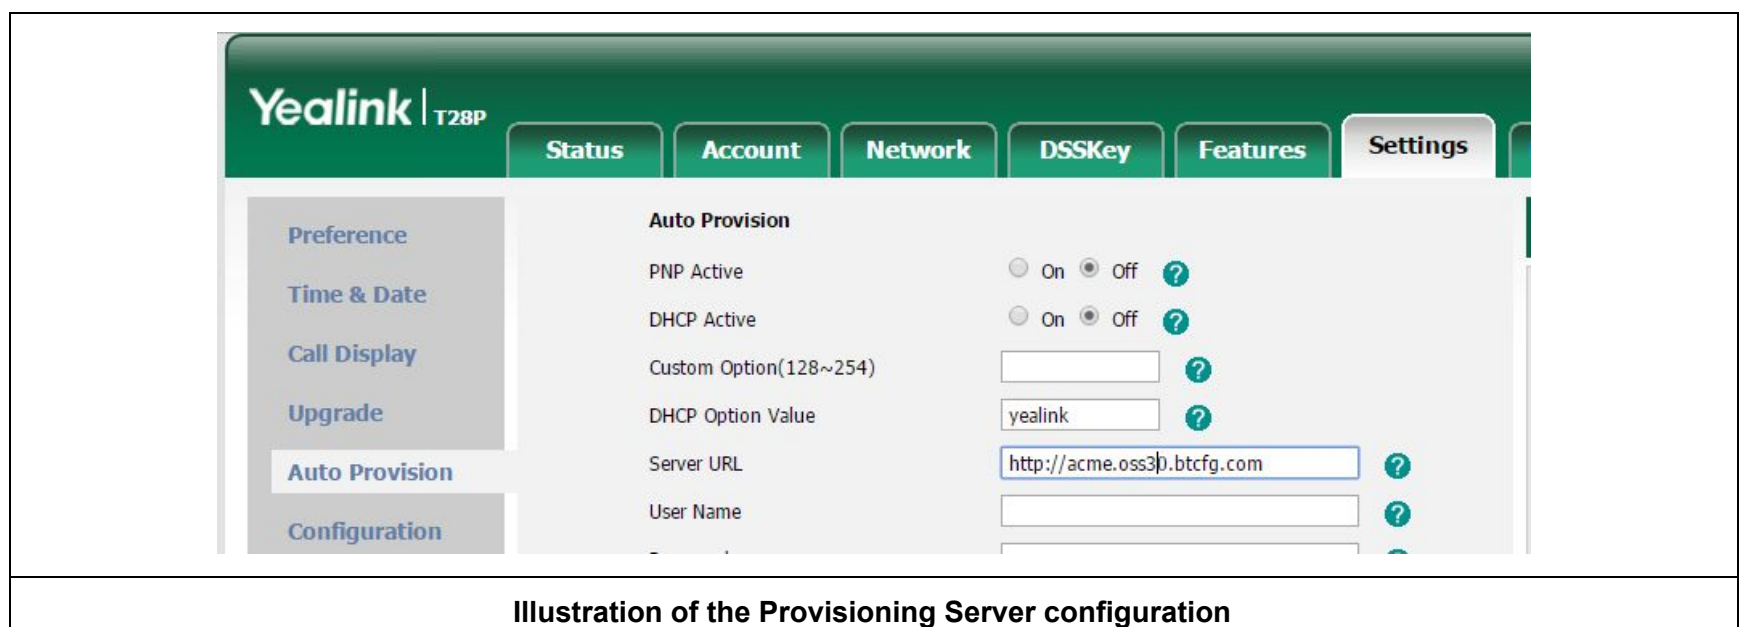 Yealink T28P
Status Account Network DSSKey Features Settings
Preference
Time & Date
Call Display
Upgrade
Auto Provision
Configuration
Auto Provision
PNP Active On Off ?
DHCP Active On Off ?
Custom Option(128~254) ?
DHCP Option Value yealink ?
Server URL http://acme.oss30.btcfg.com ?
User Name ?
Illustration of the Provisioning Server configuration